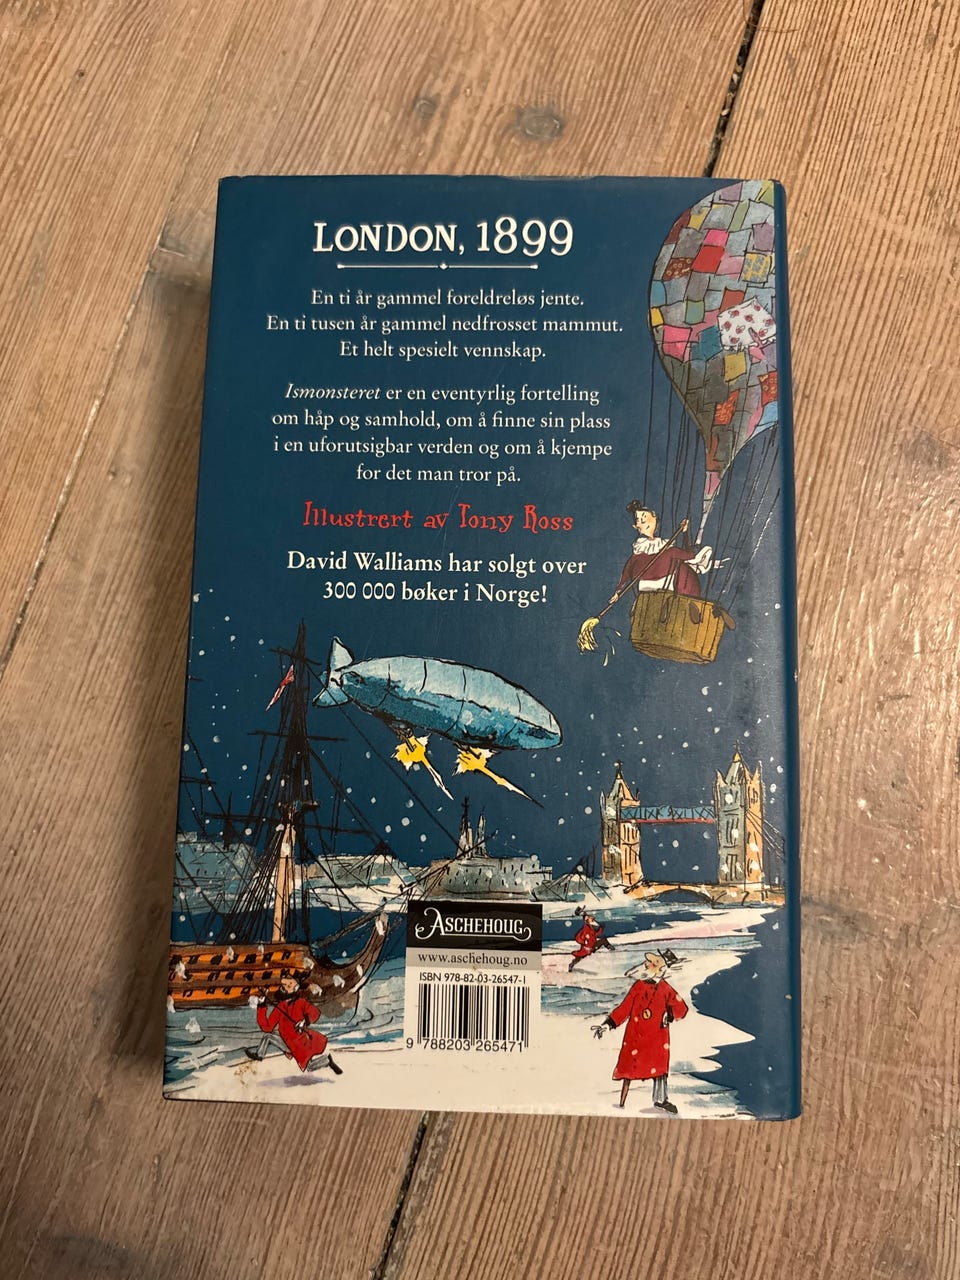 LONDON, 1899
En ti år gammel foreldreløs jente.
En ti tusen år gammel nedfrosset mammut.
Et helt spesielt vennskap.
Ismonsteret er en eventyrlig fortelling
om håp og samhold, om å finne sin plass
i en uforutsigbar verden og om å kjempe
for det man tror på.
Illustrert av Tony Ross
David Walliams har solgt over
300 000 bøker i Norge!
ASCHEHOUG
www.aschehoug.no
ISBN 978-82-03-26547-1
9 788203 265471